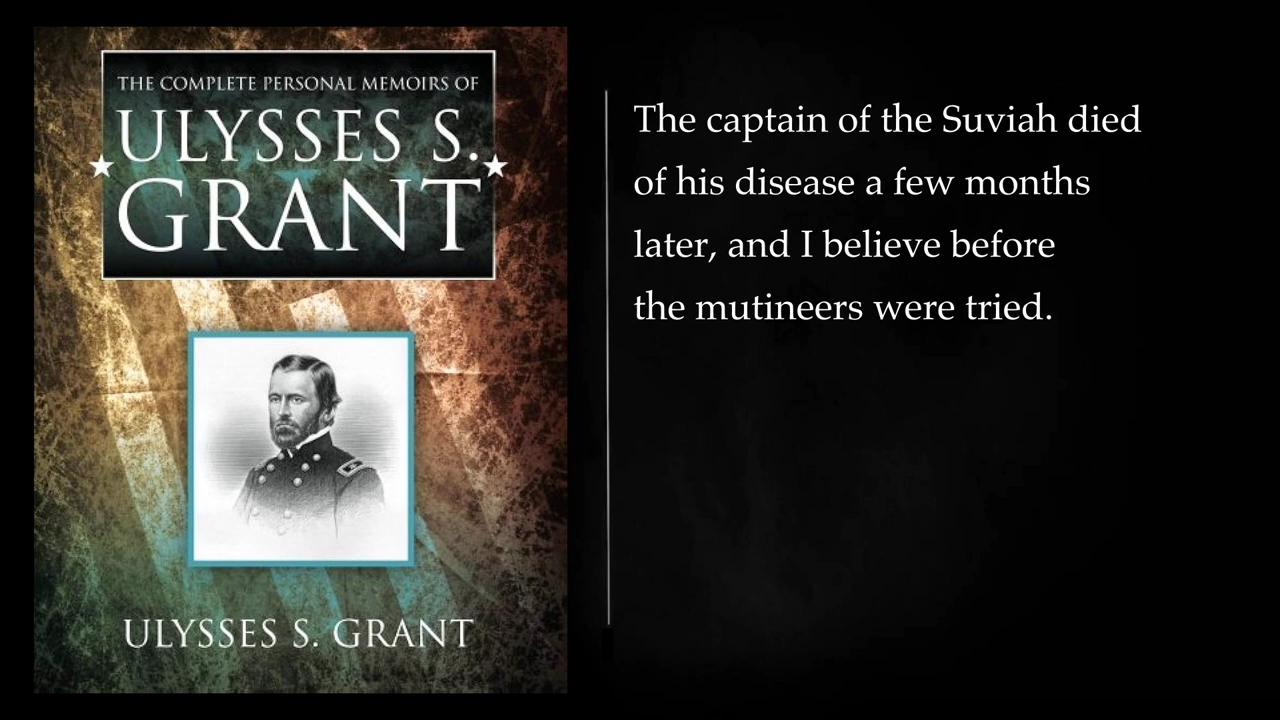 THE COMPLETE PERSONAL MEMOIRS OF
ULYSSES S.
GRANT
ULYSSES S. GRANT
The captain of the Suviah died
of his disease a few months
later, and I believe before
the mutineers were tried.